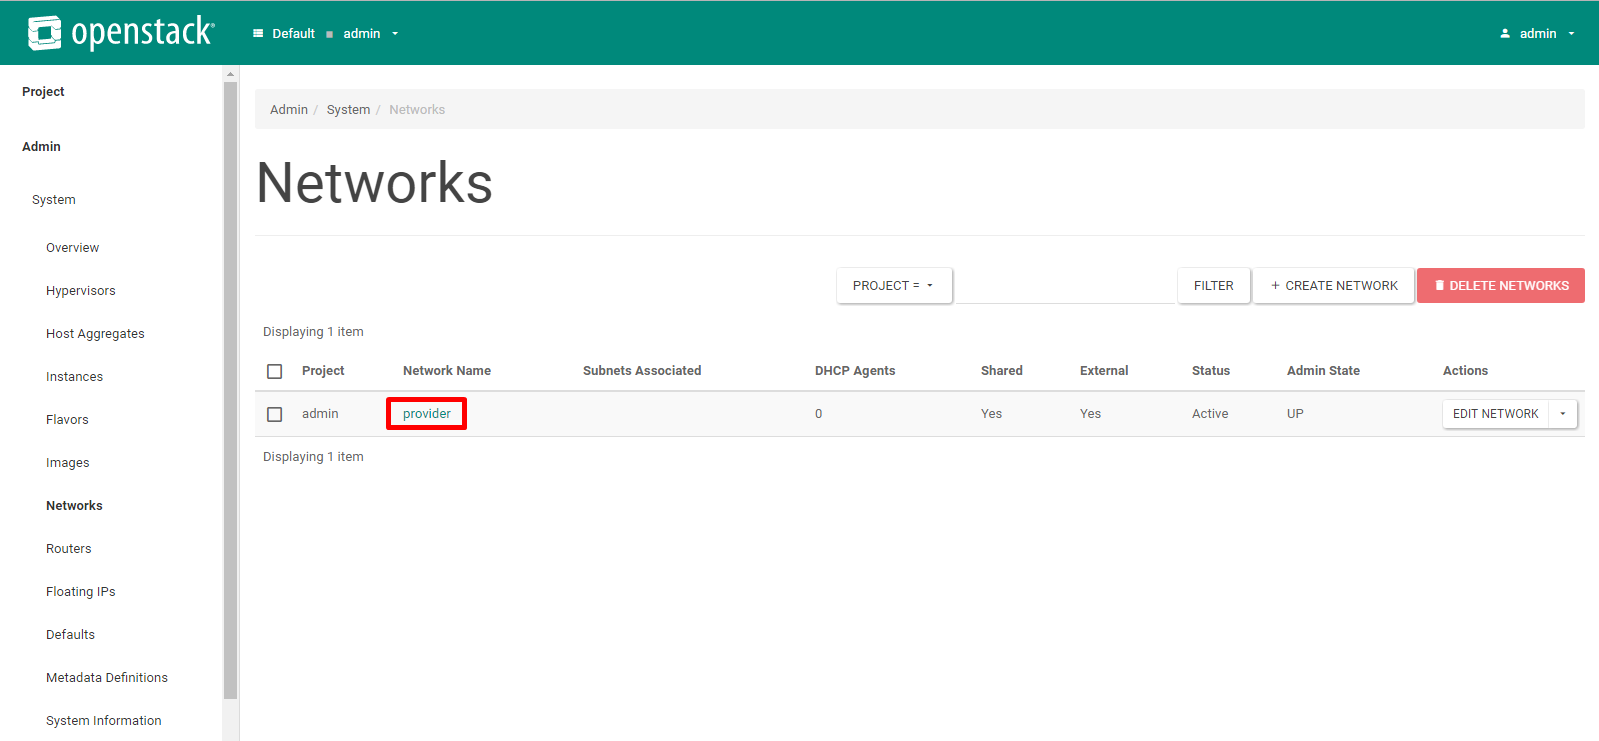 openstack
Default admin
admin
Project
Admin
System
Overview
Hypervisors
Host Aggregates
Instances
Flavors
Images
Networks
Routers
Floating IPs
Defaults
Metadata Definitions
System Information
Admin / System / Networks
Networks
PROJECT = FILTER + CREATE NETWORK DELETE NETWORKS
Displaying 1 item
Project Network Name Subnets Associated DHCP Agents Shared External Status Admin State Actions
admin provider 0 Yes Yes Active UP EDIT NETWORK
Displaying 1 item